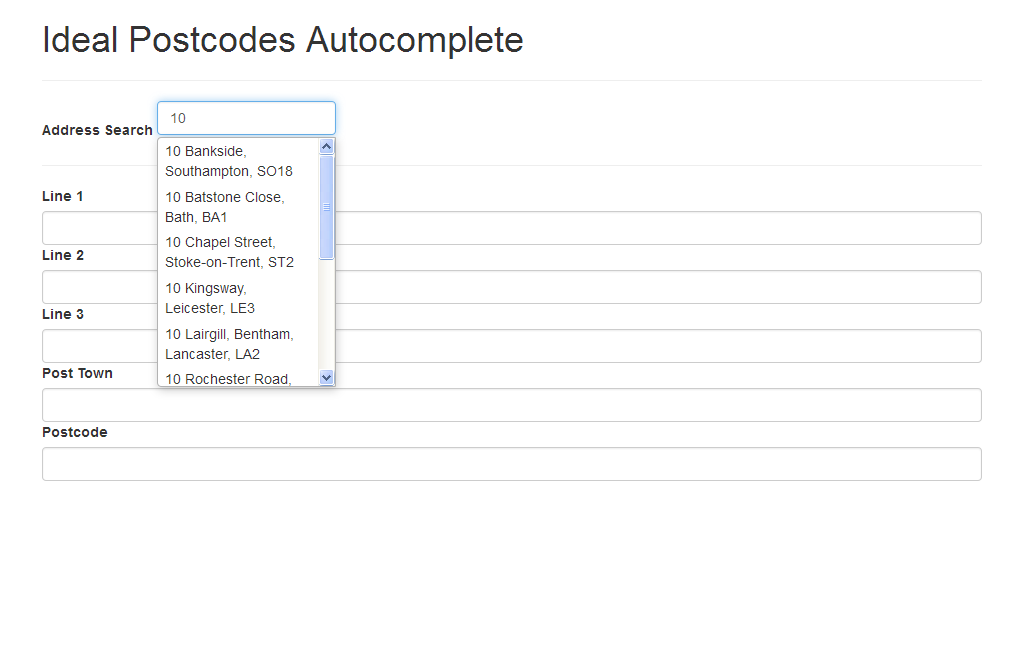 Ideal Postcodes Autocomplete
Address Search
10
10 Bankside,
Southampton, SO18
10 Batstone Close,
Bath, BA1
10 Chapel Street,
Stoke-on-Trent, ST2
10 Kingsway,
Leicester, LE3
10 Lairgill, Bentham,
Lancaster, LA2
10 Rochester Road,
Line 1
Line 2
Line 3
Post Town
Postcode